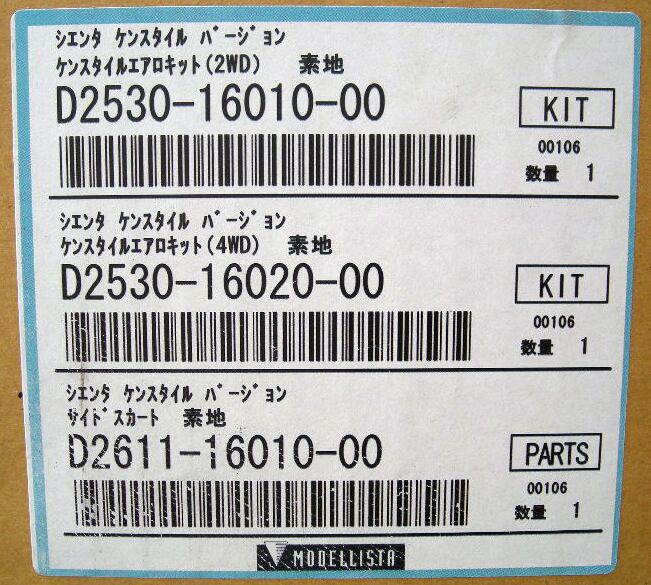 ｼｴﾝﾀ ｹﾝｽﾀｲﾙ ﾊﾞｰｼﾞｮﾝ
ｹﾝｽﾀｲﾙｴｱﾛｷｯﾄ(2WD) 素地
D2530-16010-00
KIT
00106
数量 1
ｼｴﾝﾀ ｹﾝｽﾀｲﾙ ﾊﾞｰｼﾞｮﾝ
ｹﾝｽﾀｲﾙｴｱﾛｷｯﾄ(4WD) 素地
D2530-16020-00
KIT
00106
数量 1
ｼｴﾝﾀ ｹﾝｽﾀｲﾙ ﾊﾞｰｼﾞｮﾝ
ｻｲﾄﾞｽｶｰﾄ 素地
D2611-16010-00
PARTS
00106
数量 1
MODELLISTA